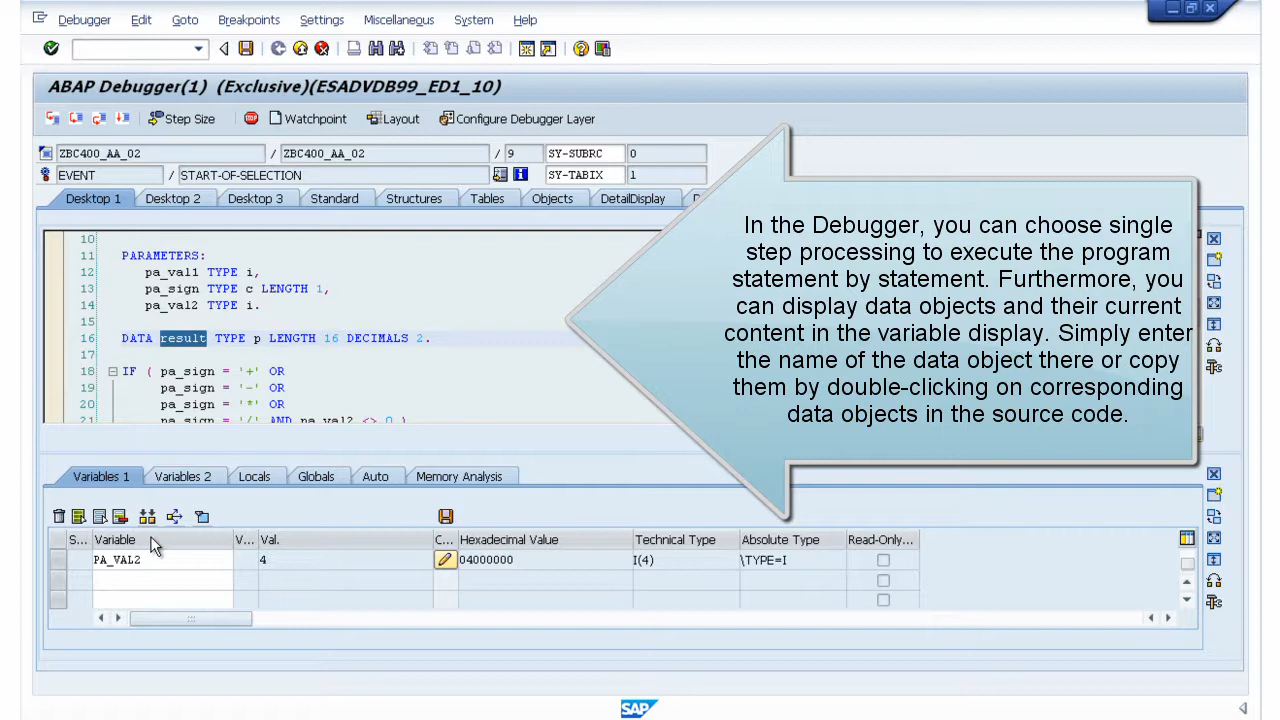 Debugger Edit Goto Breakpoints Settings Miscellaneous System Help
ABAP Debugger(1) (Exclusive)(ESADVDB99_ED1_10)
Step Size Watchpoint Layout Configure Debugger Layer
ZBC400_AA_02 / ZBC400_AA_02 / 9 SY-SUBRC 0
EVENT / START-OF-SELECTION SY-TABIX 1
Desktop 1 Desktop 2 Desktop 3 Standard Structures Tables Objects DetailDisplay
10
11 PARAMETERS:
12 pa_val1 TYPE i,
13 pa_sign TYPE c LENGTH 1,
14 pa_val2 TYPE i.
15
16 DATA result TYPE p LENGTH 16 DECIMALS 2.
17
18 IF ( pa_sign = '+' OR
19 pa_sign = '-' OR
20 pa_sign = '*' OR
21 pa_sign = '/' AND pa_val2 <> 0 )
In the Debugger, you can choose single
step processing to execute the program
statement by statement. Furthermore, you
can display data objects and their current
content in the variable display. Simply enter
the name of the data object there or copy
them by double-clicking on corresponding
data objects in the source code.
Variables 1 Variables 2 Locals Globals Auto Memory Analysis
S... Variable V... Val. C... Hexadecimal Value Technical Type Absolute Type Read-Only...
PA_VAL2 4 04000000 I(4) \TYPE=I
SAP